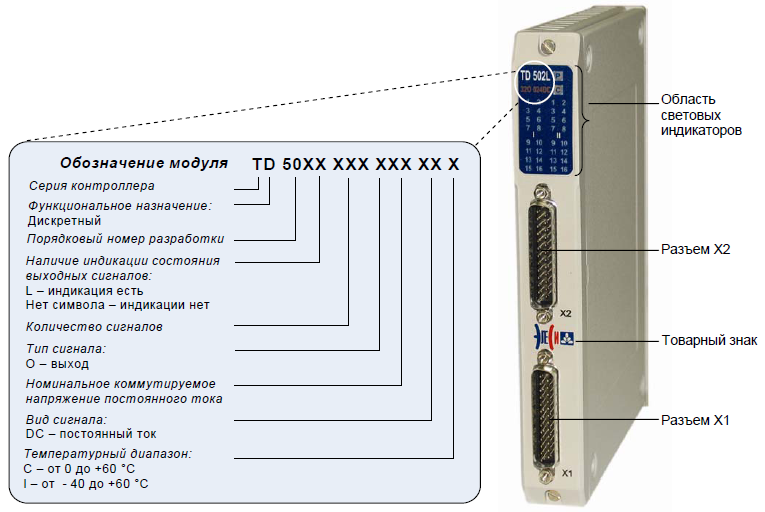 Обозначение модуля TD 50XX XXX XXX XX X
Серия контроллера
Функциональное назначение:
Дискретный
Порядковый номер разработки
Наличие индикации состояния
выходных сигналов:
L – индикация есть
Нет символа – индикации нет
Количество сигналов
Тип сигнала:
O – выход
Номинальное коммутируемое
напряжение постоянного тока
Вид сигнала:
DC – постоянный ток
Температурный диапазон:
C – от 0 до +60 °C
I – от - 40 до +60 °C
TD 502L
32O 024DC C
1 2
3 4 3 4
5 6 5 6
7 8 7 8
I II
9 10 9 10
11 12 11 12
13 14 13 14
15 16 15 16
X2
ЭЛЕСИ
X1
Область
световых
индикаторов
Разъем X2
Товарный знак
Разъем X1